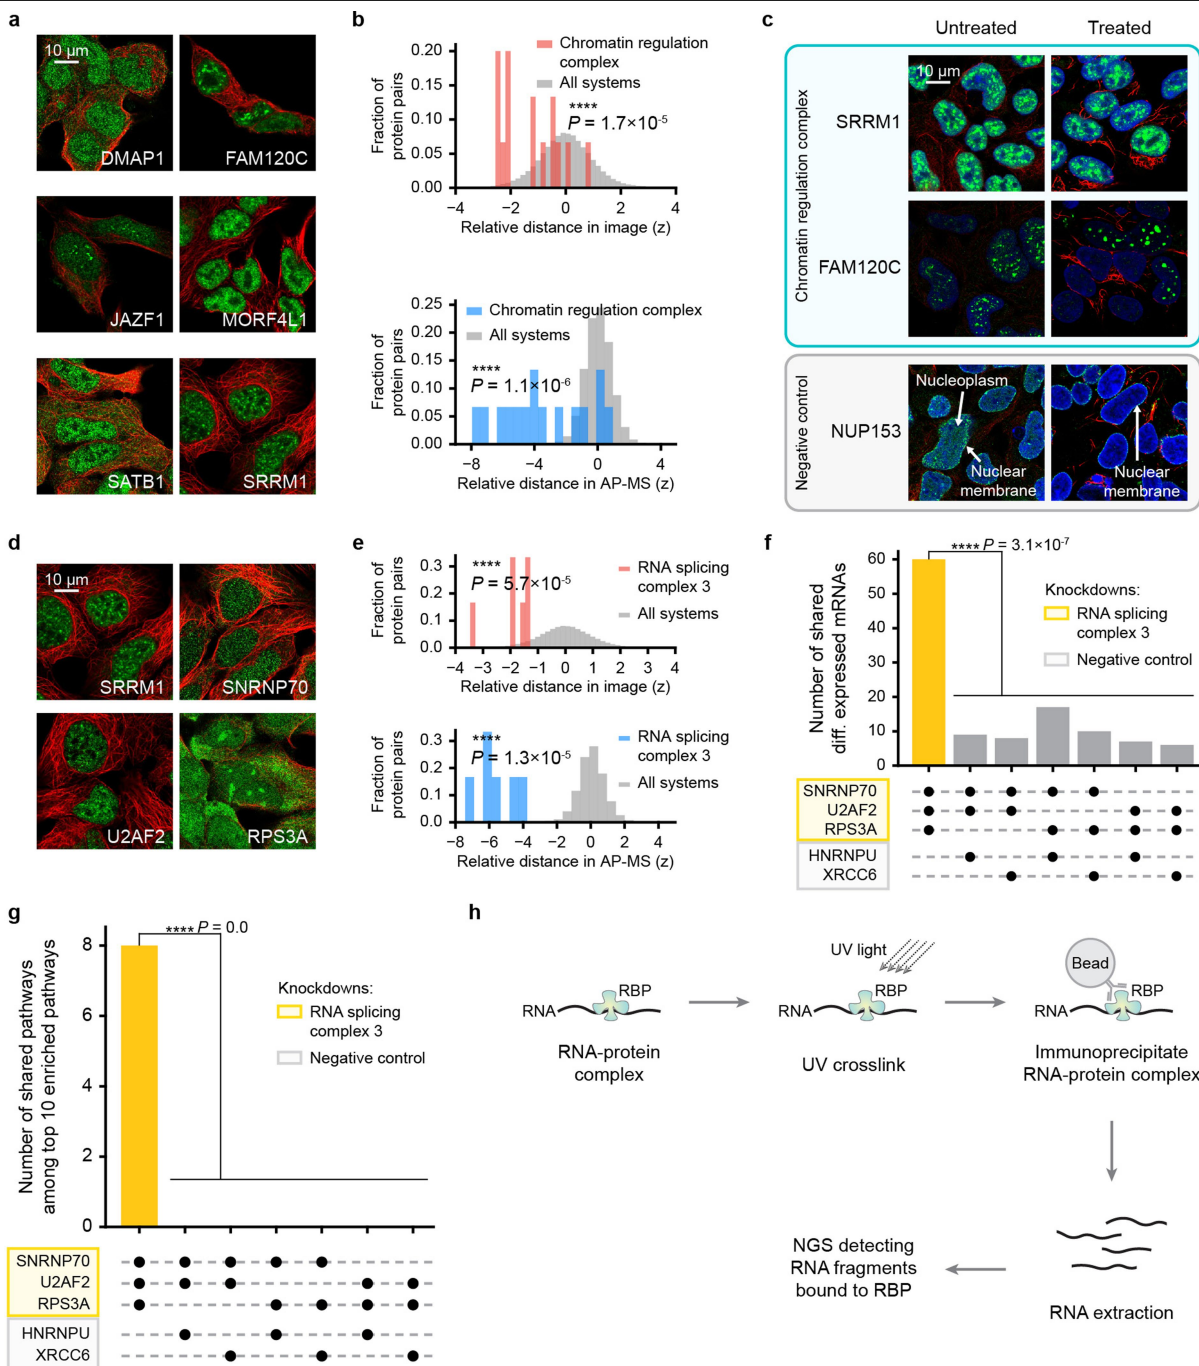 a
10 μm
DMAP1
FAM120C
JAZF1
MORF4L1
SATB1
SRRM1
b
Fraction of
protein pairs
0.20
0.15
0.10
0.05
0.00
Chromatin regulation
complex
All systems
****
P = 1.7×10-5
−4
−2
0
2
4
Relative distance in image (z)
Fraction of
protein pairs
0.25
0.20
0.15
0.10
0.05
0.00
Chromatin regulation complex
All systems
****
P = 1.1×10-6
−8
−4
0
4
Relative distance in AP-MS (z)
c
Untreated
Treated
Chromatin regulation complex
10 μm
SRRM1
FAM120C
Negative control
NUP153
Nucleoplasm
Nuclear
membrane
Nuclear
membrane
d
10 μm
SRRM1
SNRNP70
U2AF2
RPS3A
e
Fraction of
protein pairs
0.3
0.2
0.1
0.0
****
P = 5.7×10-5
RNA splicing
complex 3
All systems
−4
−3
−2
−1
0
1
2
3
4
Relative distance in image (z)
Fraction of
protein pairs
0.3
0.2
0.1
0.0
****
P = 1.3×10-5
RNA splicing
complex 3
All systems
−8
−6
−4
−2
0
2
4
Relative distance in AP-MS (z)
f
Number of shared
diff. expressed mRNAs
60
50
40
30
20
10
0
**** P = 3.1×10-7
Knockdowns:
RNA splicing
complex 3
Negative control
SNRNP70
U2AF2
RPS3A
HNRNPU
XRCC6
g
Number of shared pathways
among top 10 enriched pathways
8
6
4
2
0
**** P = 0.0
Knockdowns:
RNA splicing
complex 3
Negative control
SNRNP70
U2AF2
RPS3A
HNRNPU
XRCC6
h
RNA
RBP
RNA-protein
complex
UV light
RNA
RBP
UV crosslink
Bead
RNA
RBP
Immunoprecipitate
RNA-protein complex
RNA extraction
NGS detecting
RNA fragments
bound to RBP